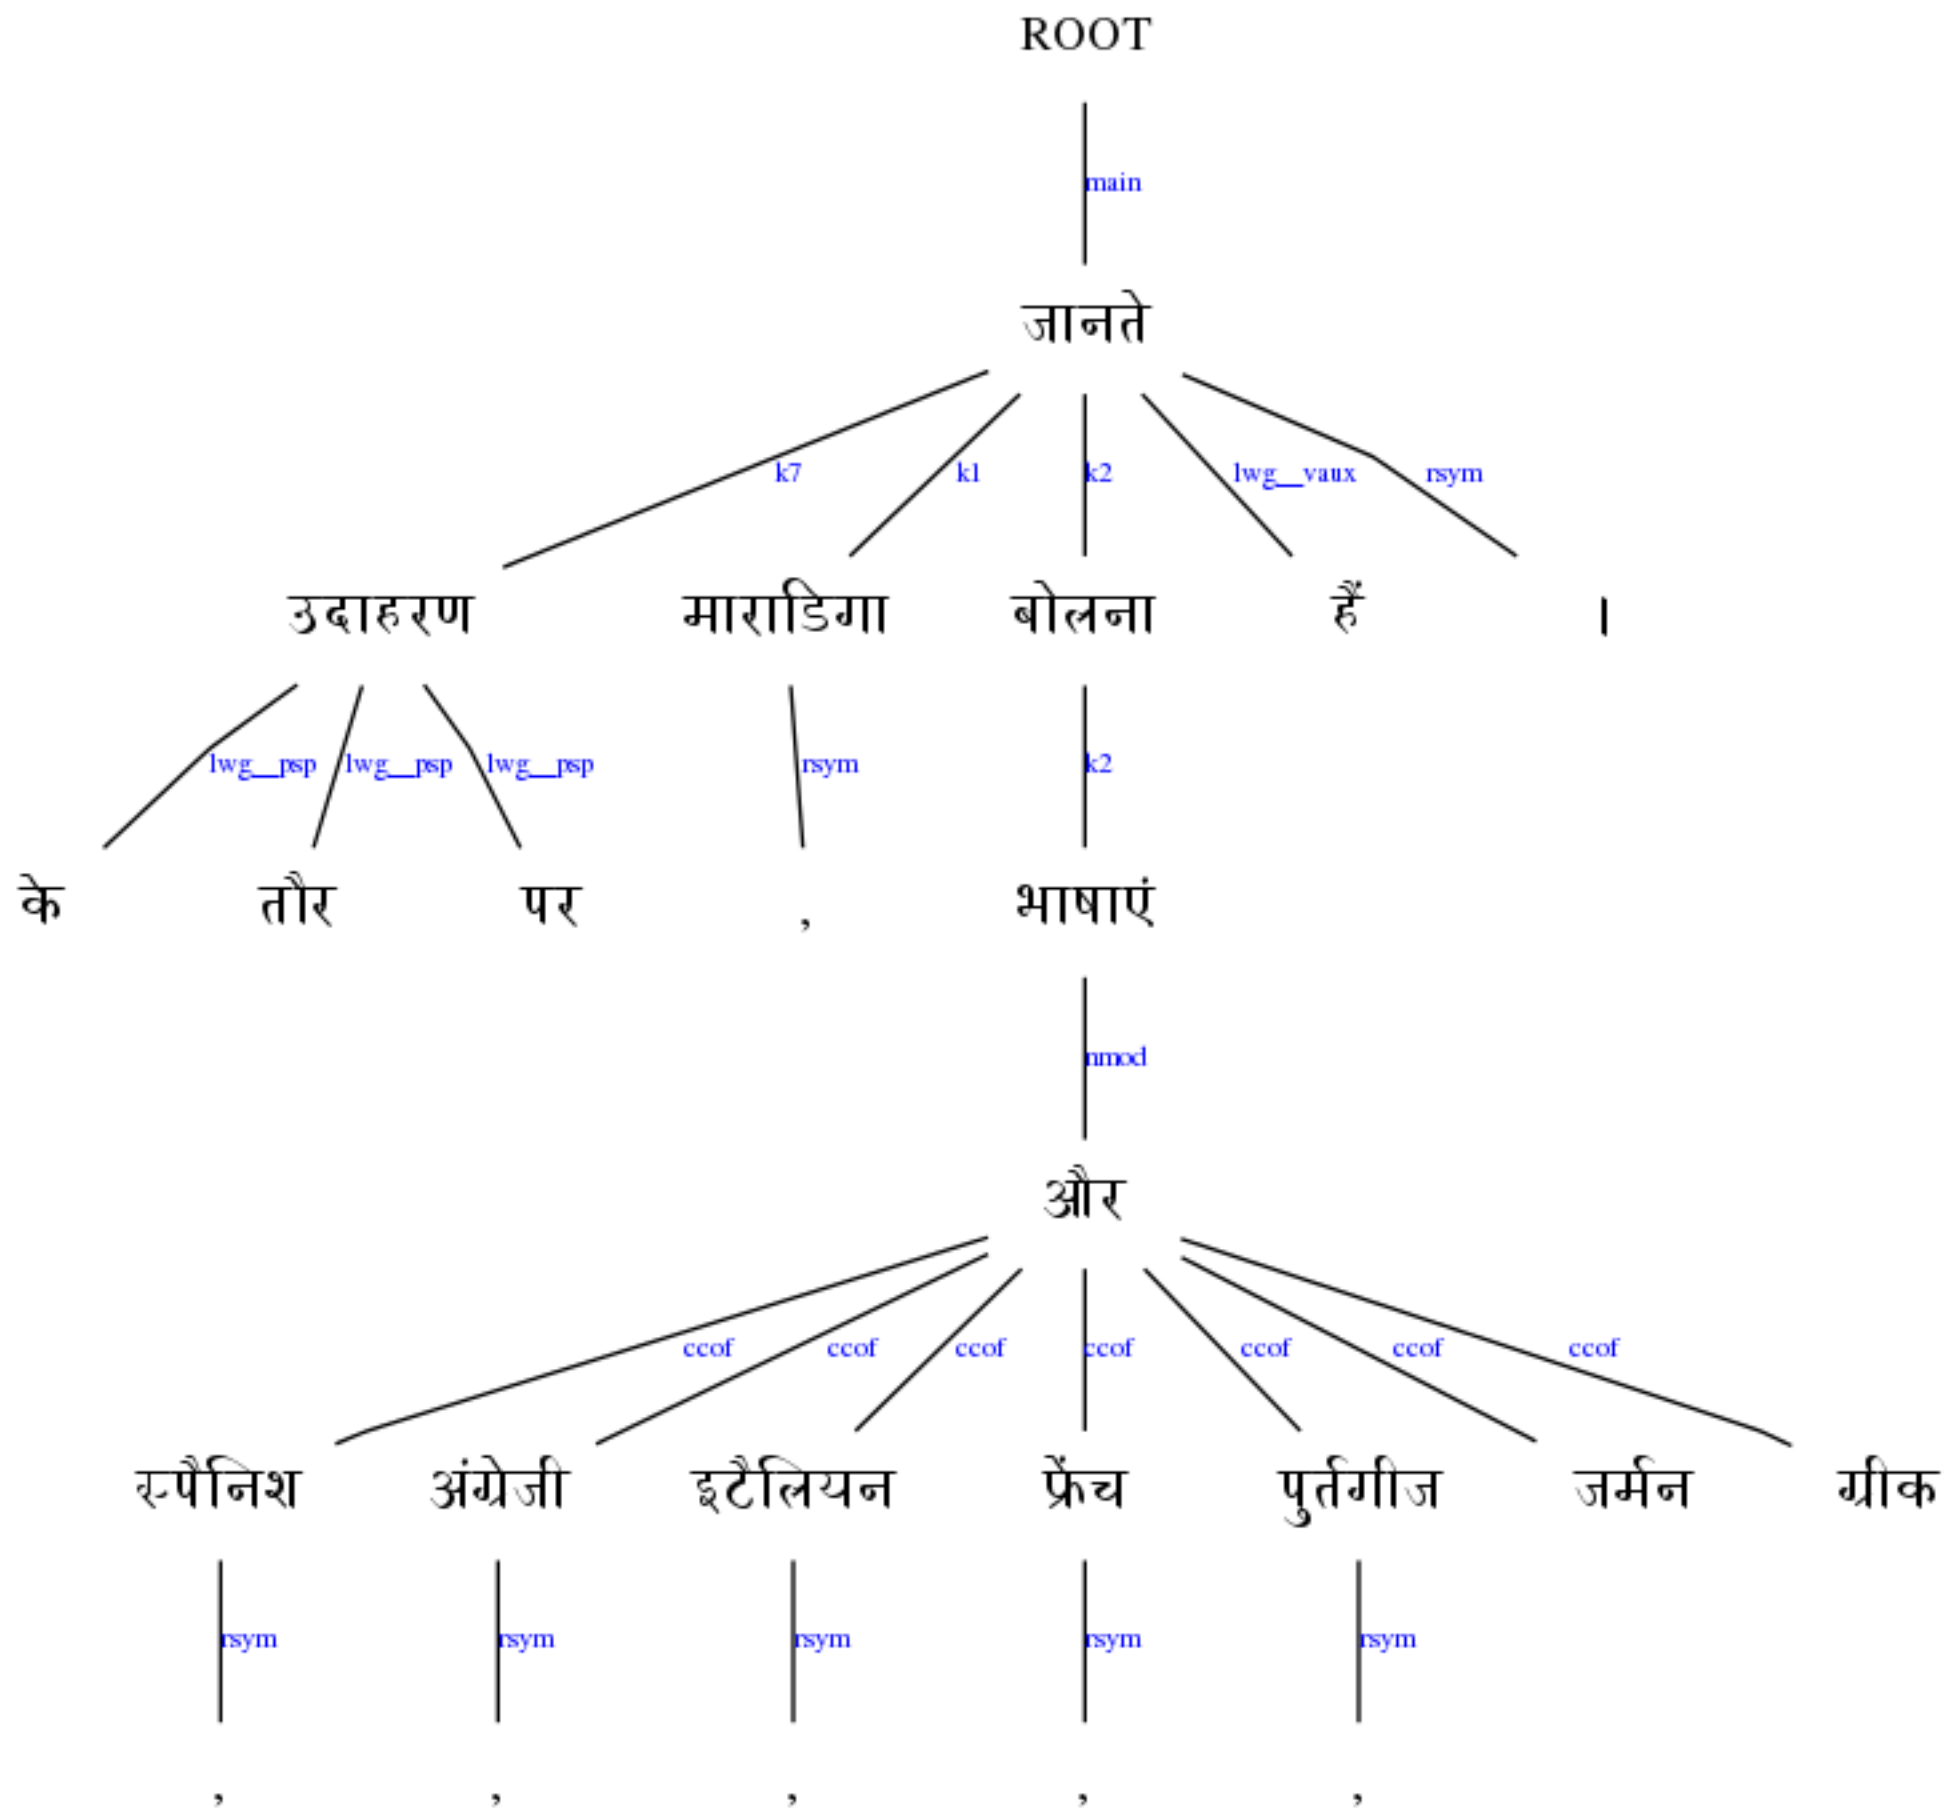 ROOT
main
जानते
k7 k1 k2 lwg__vaux rsym
उदाहरण माराडिगा बोलना हैं ।
lwg__psp lwg__psp lwg__psp rsym k2
के तौर पर , भाषाएं
nmod
और
ccof ccof ccof ccof ccof ccof ccof
स्पैनिश अंग्रेजी इटैलियन फ्रेंच पुर्तगीज जर्मन ग्रीक
rsym rsym rsym rsym rsym
, , , , ,